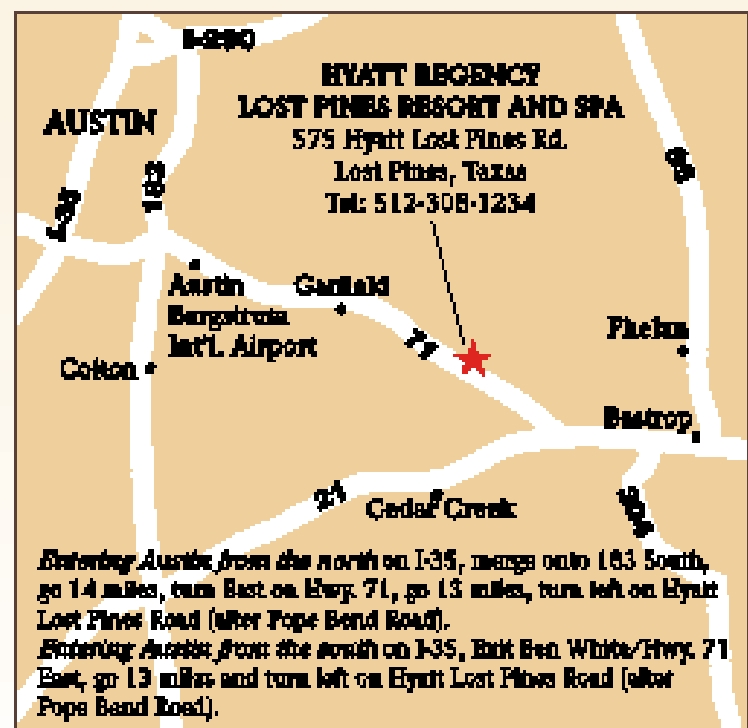 I-290
HYATT REGENCY
LOST PINES RESORT AND SPA
AUSTIN
575 Hyatt Lost Pines Rd.
Lost Pines, Texas
Tel: 512-308-1234
183
95
I-35
Austin
Bergstrom
Int'l. Airport
Garfield
71
Phelan
Colton
Bastrop
21
Cedar Creek
304
Entering Austin from the north on I-35, merge onto 183 South,
go 14 miles, turn East on Hwy. 71, go 13 miles, turn left on Hyatt
Lost Pines Road (after Pope Bend Road).
Entering Austin from the south on I-35, Exit Ben White/Hwy. 71
East, go 13 miles and turn left on Hyatt Lost Pines Road (after
Pope Bend Road).